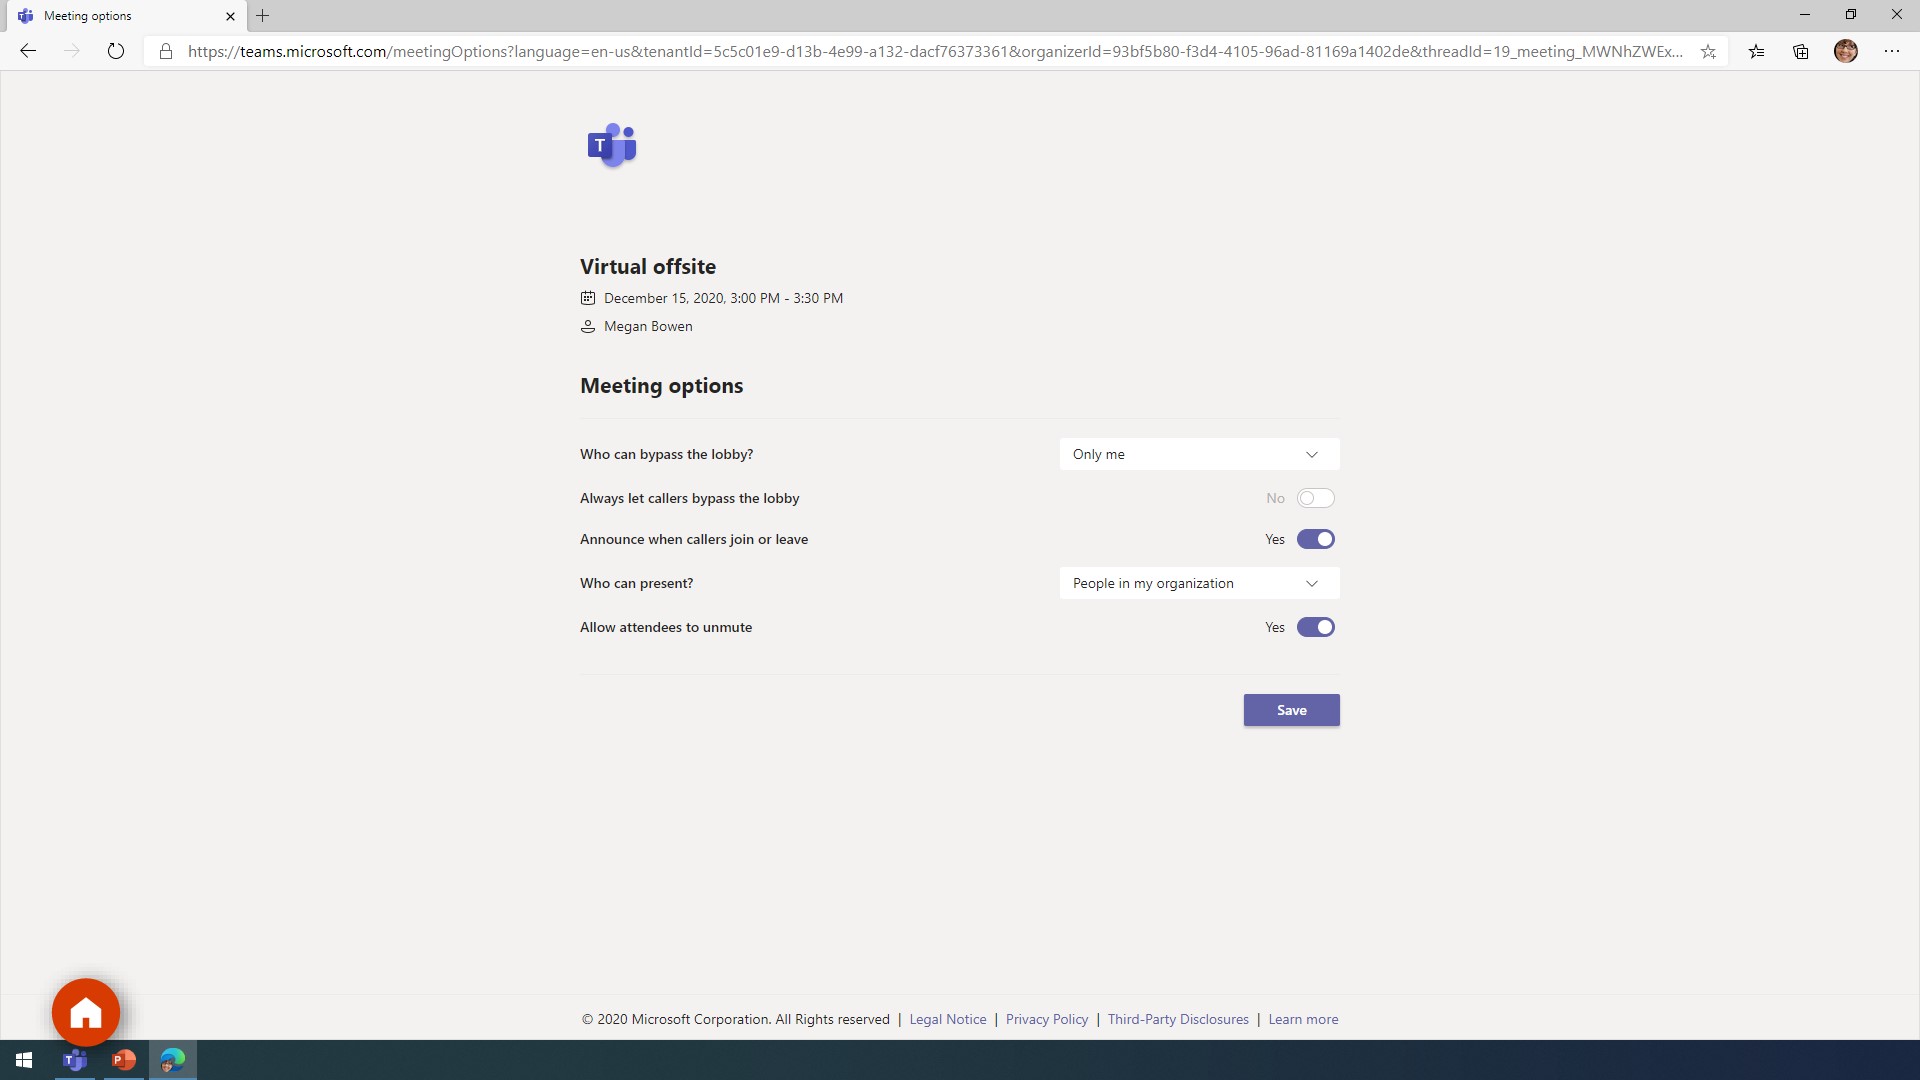 Meeting options
https://teams.microsoft.com/meetingOptions?language=en-us&tenantId=5c5c01e9-d13b-4e99-a132-dacf76373361&organizerId=93bf5b80-f3d4-4105-96ad-81169a1402de&threadId=19_meeting_MWNhZWEx...
T
Virtual offsite
December 15, 2020, 3:00 PM - 3:30 PM
Megan Bowen
Meeting options
Who can bypass the lobby? Only me
Always let callers bypass the lobby No
Announce when callers join or leave Yes
Who can present? People in my organization
Allow attendees to unmute Yes
Save
© 2020 Microsoft Corporation. All Rights reserved | Legal Notice | Privacy Policy | Third-Party Disclosures | Learn more
T P